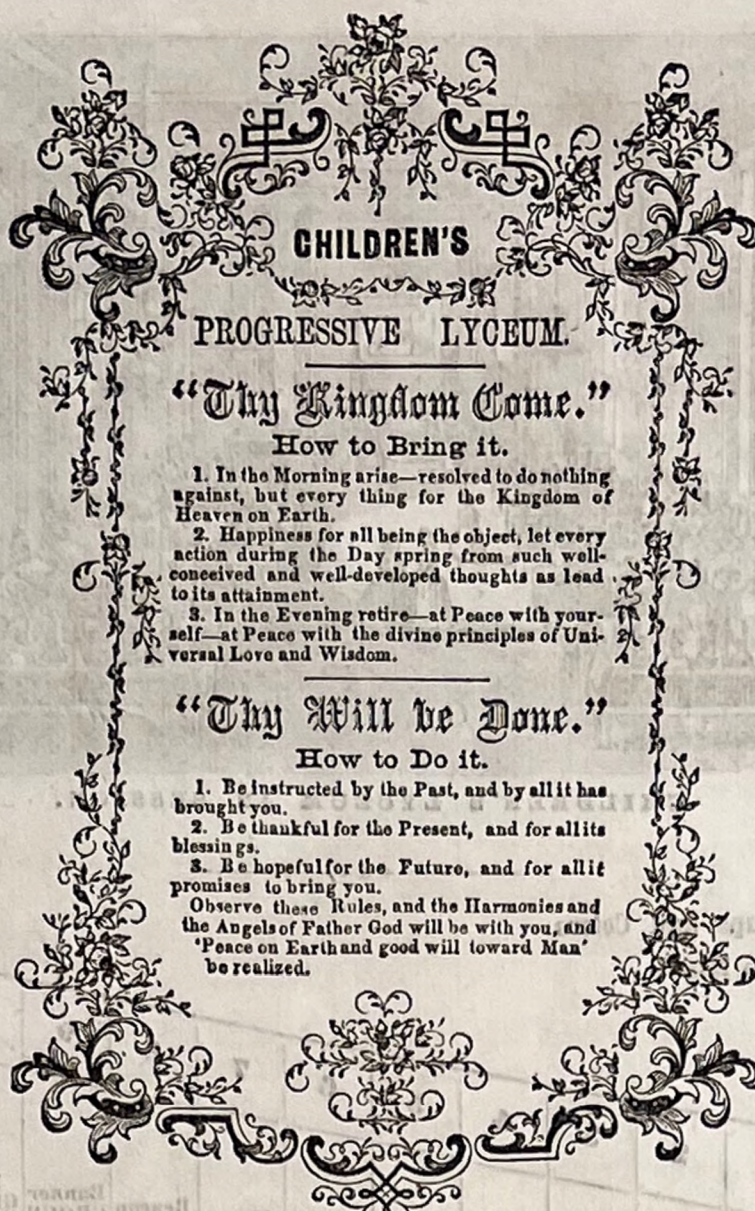 CHILDREN'S
PROGRESSIVE LYCEUM.
“Thy Kingdom Come.”
How to Bring it.
1. In the Morning arise—resolved to do nothing
against, but every thing for the Kingdom of
Heaven on Earth.
2. Happiness for all being the object, let every
action during the Day spring from such well-
conceived and well-developed thoughts as lead
to its attainment.
3. In the Evening retire—at Peace with your-
self—at Peace with the divine principles of Uni-
versal Love and Wisdom.
“Thy Will be Done.”
How to Do it.
1. Be instructed by the Past, and by all it has
brought you.
2. Be thankful for the Present, and for all its
blessings.
3. Be hopeful for the Future, and for all it
promises to bring you.
Observe these Rules, and the Harmonies and
the Angels of Father God will be with you, and
'Peace on Earth and good will toward Man'
be realized.